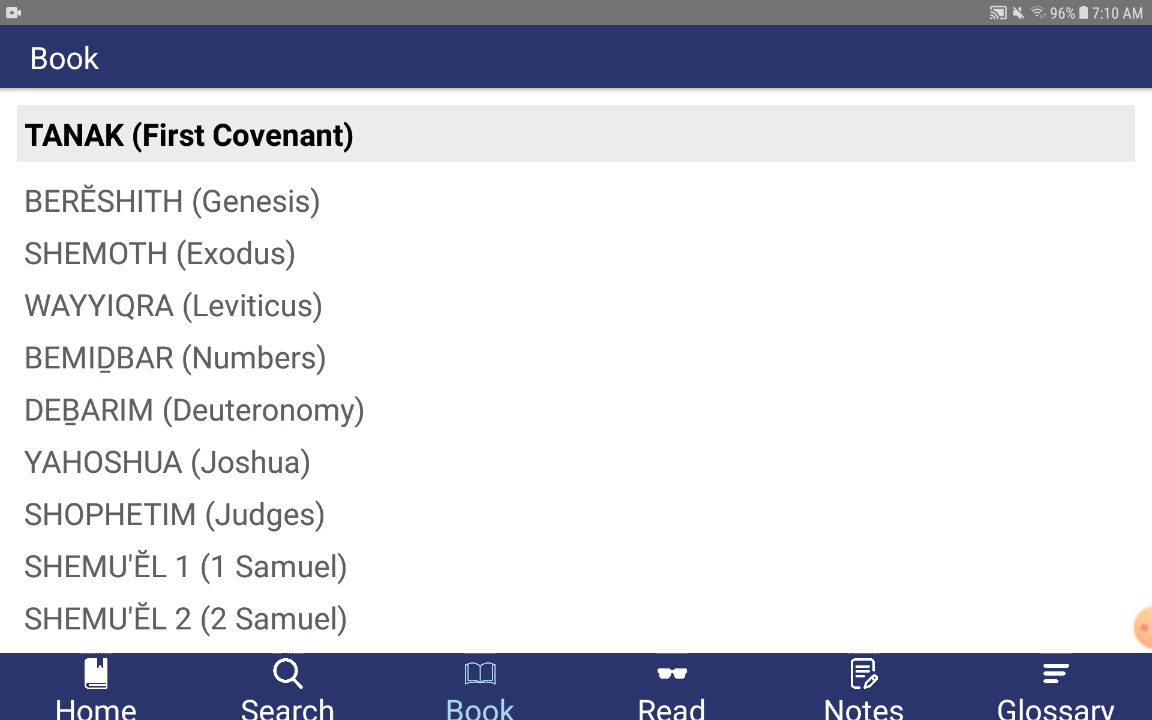 96% 7:10 AM
Book
TANAK (First Covenant)
BERĔSHITH (Genesis)
SHEMOTH (Exodus)
WAYYIQRA (Leviticus)
BEMIḎBAR (Numbers)
DEḆARIM (Deuteronomy)
YAHOSHUA (Joshua)
SHOPHETIM (Judges)
SHEMU'ĔL 1 (1 Samuel)
SHEMU'ĔL 2 (2 Samuel)
Home Search Book Read Notes Glossary